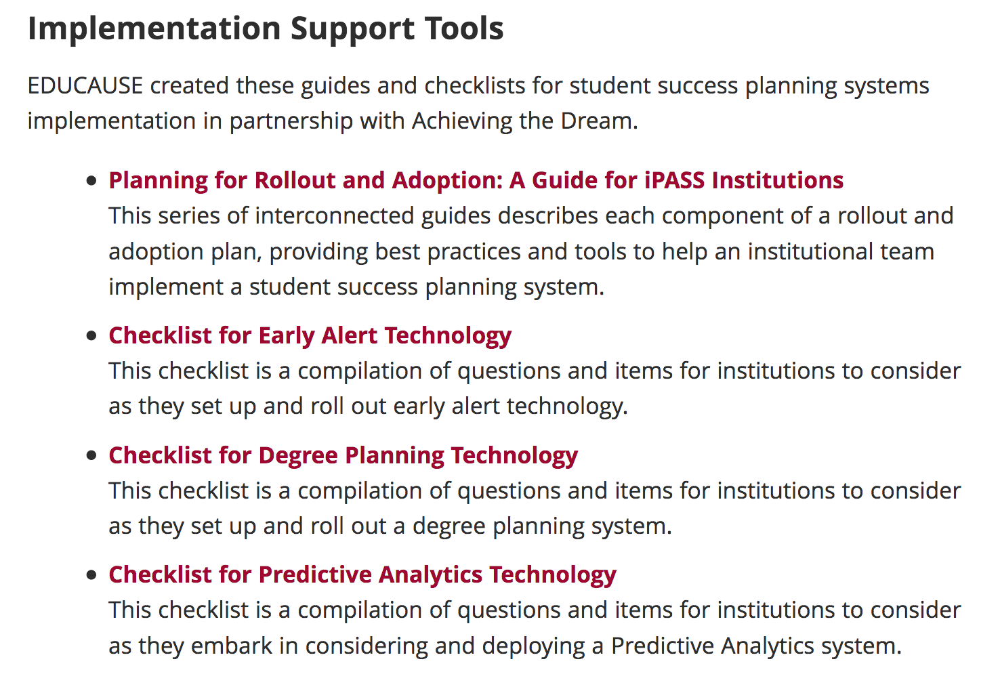 Implementation Support Tools
EDUCAUSE created these guides and checklists for student success planning systems
implementation in partnership with Achieving the Dream.
• Planning for Rollout and Adoption: A Guide for iPASS Institutions
This series of interconnected guides describes each component of a rollout and
adoption plan, providing best practices and tools to help an institutional team
implement a student success planning system.
• Checklist for Early Alert Technology
This checklist is a compilation of questions and items for institutions to consider
as they set up and roll out early alert technology.
• Checklist for Degree Planning Technology
This checklist is a compilation of questions and items for institutions to consider
as they set up and roll out a degree planning system.
• Checklist for Predictive Analytics Technology
This checklist is a compilation of questions and items for institutions to consider
as they embark in considering and deploying a Predictive Analytics system.